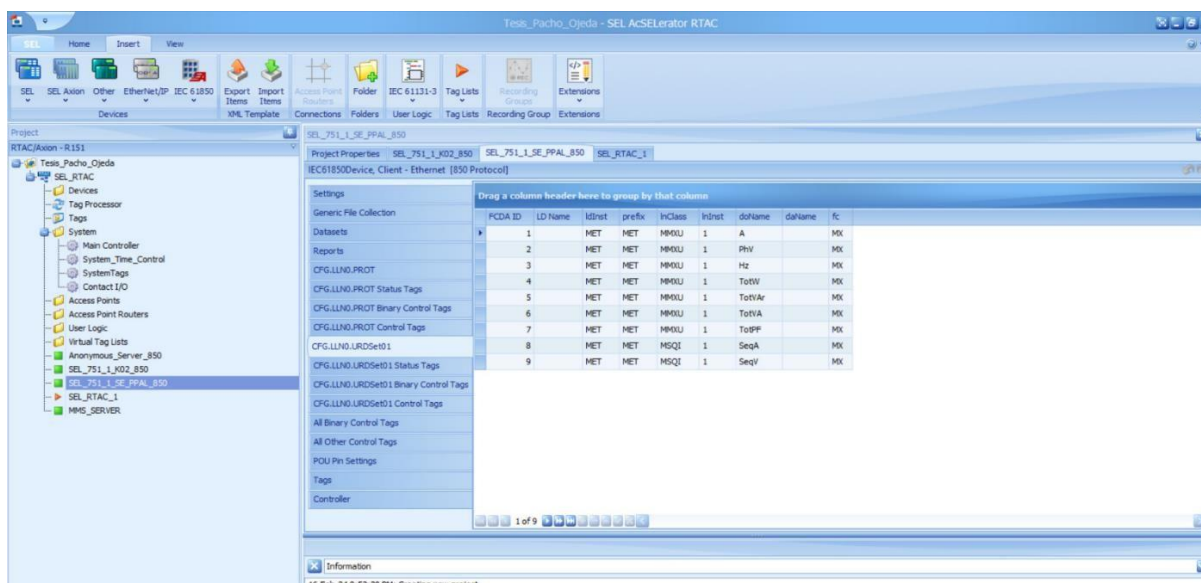 Tesis_Pacho_Ojeda - SEL AcSELerator RTAC
SEL Home Insert View
SEL SEL Axion Other EtherNet/IP IEC 61850 Export Items Import Items Access Point Routers Folder IEC 61131-3 Tag Lists Recording Groups Extensions
Devices XML Template Connections Folders User Logic Tag Lists Recording Group Extensions
Project
RTAC/Axion - R151
Tesis_Pacho_Ojeda
SEL_RTAC
Devices
Tag Processor
Tags
System
Main Controller
System_Time_Control
SystemTags
Contact I/O
Access Points
Access Point Routers
User Logic
Virtual Tag Lists
Anonymous_Server_850
SEL_751_1_K02_850
SEL_751_1_SE_PPAL_850
SEL_RTAC_1
MMS_SERVER
SEL_751_1_SE_PPAL_850
Project Properties SEL_751_1_K02_850 SEL_751_1_SE_PPAL_850 SEL_RTAC_1
IEC61850Device, Client - Ethernet [850 Protocol]
Settings
Generic File Collection
Datasets
Reports
CFG.LLN0.PROT
CFG.LLN0.PROT Status Tags
CFG.LLN0.PROT Binary Control Tags
CFG.LLN0.PROT Control Tags
CFG.LLN0.URDSet01
CFG.LLN0.URDSet01 Status Tags
CFG.LLN0.URDSet01 Binary Control Tags
CFG.LLN0.URDSet01 Control Tags
All Binary Control Tags
All Other Control Tags
POU Pin Settings
Tags
Controller
Drag a column header here to group by that column
FCDA ID LD Name ldInst prefix lnClass lnInst doName daName fc
1 MET MET MMXU 1 A MX
2 MET MET MMXU 1 PhV MX
3 MET MET MMXU 1 Hz MX
4 MET MET MMXU 1 TotW MX
5 MET MET MMXU 1 TotVAr MX
6 MET MET MMXU 1 TotVA MX
7 MET MET MMXU 1 TotPF MX
8 MET MET MSQI 1 SeqA MX
9 MET MET MSQI 1 SeqV MX
1 of 9
Information